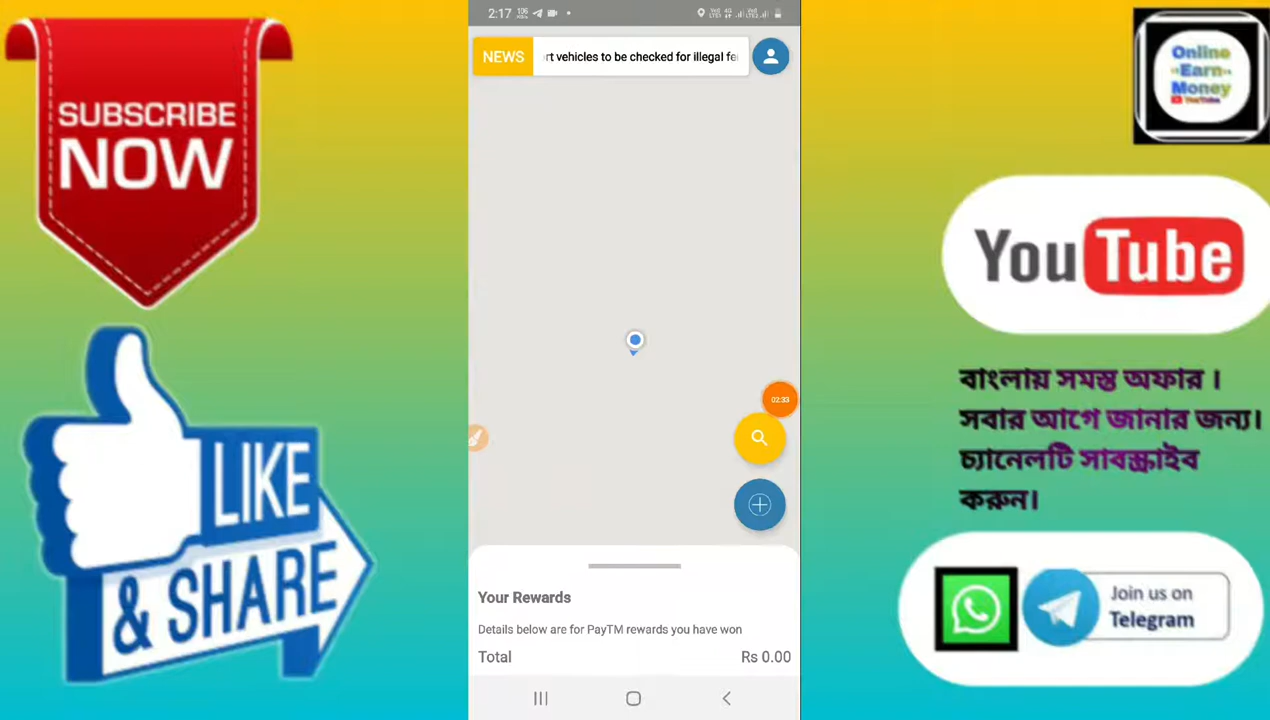 SUBSCRIBE
NOW
LIKE
& SHARE
2:17
NEWS
rt vehicles to be checked for illegal
02:33
Your Rewards
Details below are for PayTM rewards you have won
Total
Rs 0.00
Online
Earn
Money
YouTube
YouTube
বাংলায় সমস্ত অফার ।
সবার আগে জানার জন্য।
চ্যানেলটি সাবস্ক্রাইব
করুন।
Join us on
Telegram